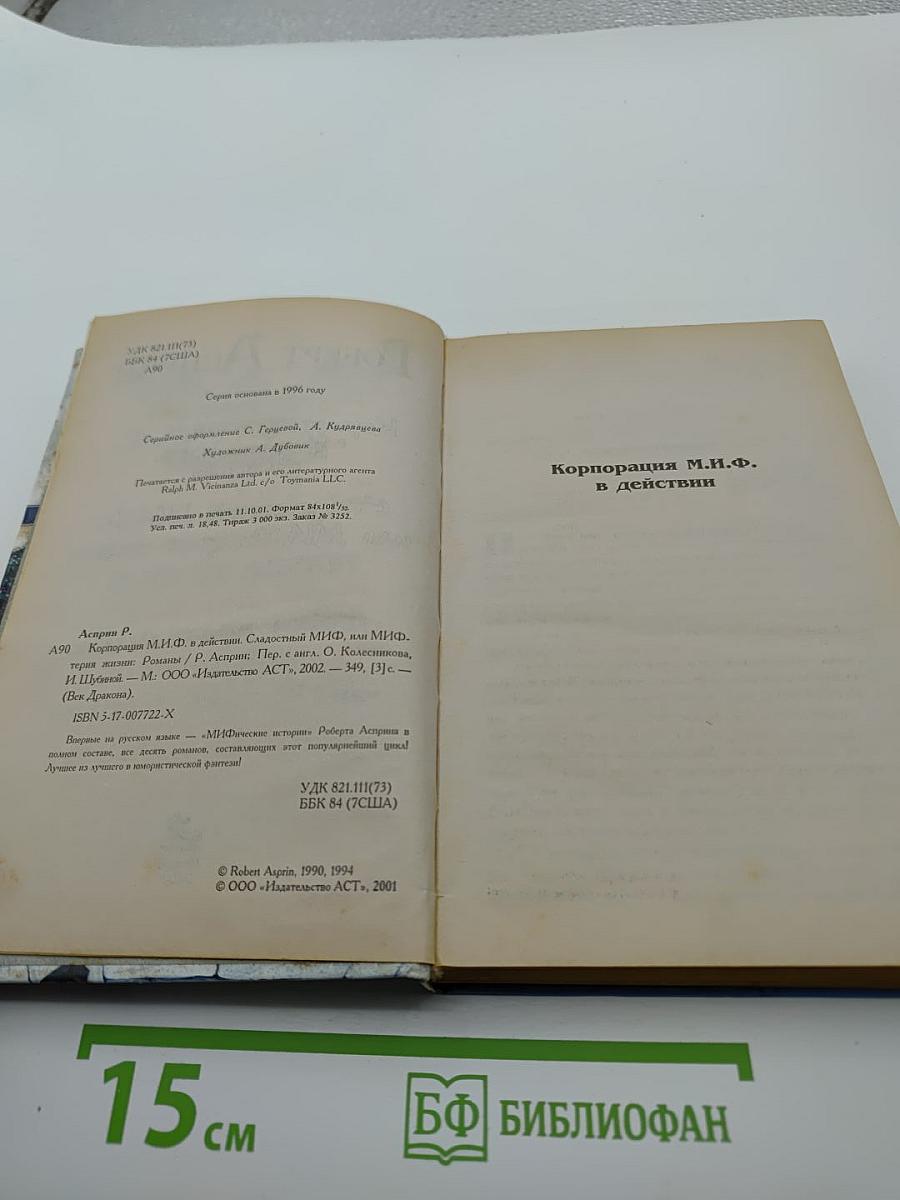 УДК 821.111(73)
ББК 84 (7США)
А90
Серия основана в 1996 году
Серийное оформление С. Герцевой, А. Кудрявцева
Художник А. Дубовик
Печатается с разрешения автора и его литературного агента
Ralph M. Vicinanza Ltd. c/o Toymania LLC.
Подписано в печать 11.10.01. Формат 84х108 1/32.
Усл. печ. л. 18,48. Тираж 3 000 экз. Заказ № 3252.
Асприн Р.
А90 Корпорация М.И.Ф. в действии. Сладостный МИФ, или МИФ-
терия жизни: Романы / Р. Асприн; Пер. с англ. О. Колесникова,
И. Шубиной. — М.: ООО «Издательство АСТ», 2002. — 349, [3] с. —
(Век Дракона).
ISBN 5-17-007722-X
Впервые на русском языке — «МИФические истории» Роберта Асприна в
полном составе, все десять романов, составляющих этот популярнейший цикл!
Лучшее из лучшего в юмористической фэнтези!
УДК 821.111(73)
ББК 84 (7США)
© Robert Asprin, 1990, 1994
© ООО «Издательство АСТ», 2001
Корпорация М.И.Ф.
в действии
15 см
БФ БИБЛИОФАН